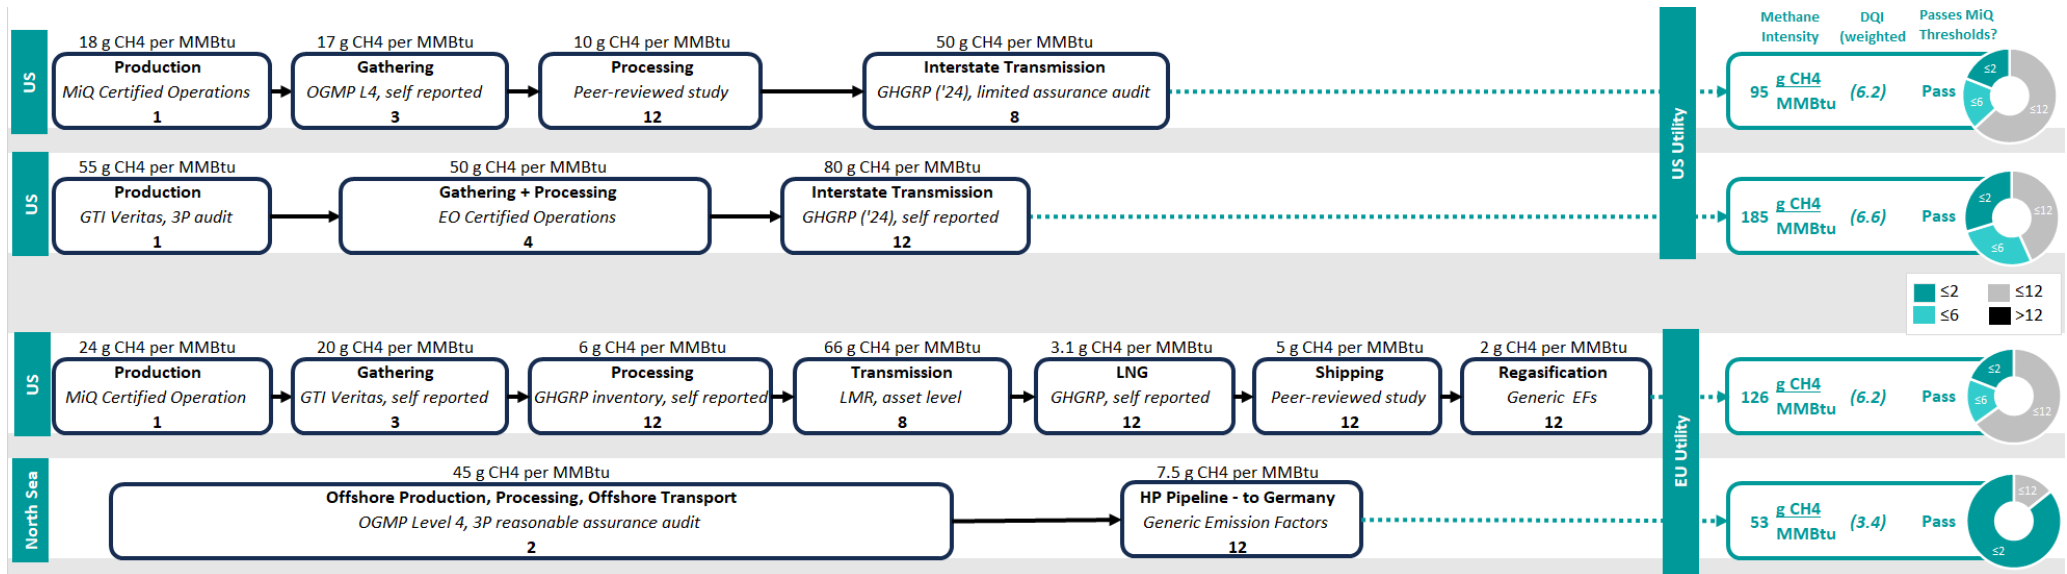 Methane Intensity
DQI (weighted
Passes MiQ Thresholds?
US
18 g CH4 per MMBtu
Production
MiQ Certified Operations
1
17 g CH4 per MMBtu
Gathering
OGMP L4, self reported
3
10 g CH4 per MMBtu
Processing
Peer-reviewed study
12
50 g CH4 per MMBtu
Interstate Transmission
GHGRP ('24), limited assurance audit
8
US Utility
95 g CH4 MMBtu
(6.2)
Pass
≤2
≤6
≤12
US
55 g CH4 per MMBtu
Production
GTI Veritas, 3P audit
1
50 g CH4 per MMBtu
Gathering + Processing
EO Certified Operations
4
80 g CH4 per MMBtu
Interstate Transmission
GHGRP ('24), self reported
12
185 g CH4 MMBtu
(6.6)
Pass
≤2
≤12
≤6
≤2
≤12
≤6
>12
US
24 g CH4 per MMBtu
Production
MiQ Certified Operation
1
20 g CH4 per MMBtu
Gathering
GTI Veritas, self reported
3
6 g CH4 per MMBtu
Processing
GHGRP inventory, self reported
12
66 g CH4 per MMBtu
Transmission
LMR, asset level
8
3.1 g CH4 per MMBtu
LNG
GHGRP, self reported
12
5 g CH4 per MMBtu
Shipping
Peer-reviewed study
12
2 g CH4 per MMBtu
Regasification
Generic EFs
12
EU Utility
126 g CH4 MMBtu
(6.2)
Pass
≤2
≤6
≤12
North Sea
45 g CH4 per MMBtu
Offshore Production, Processing, Offshore Transport
OGMP Level 4, 3P reasonable assurance audit
2
7.5 g CH4 per MMBtu
HP Pipeline - to Germany
Generic Emission Factors
12
53 g CH4 MMBtu
(3.4)
Pass
≤12
≤2